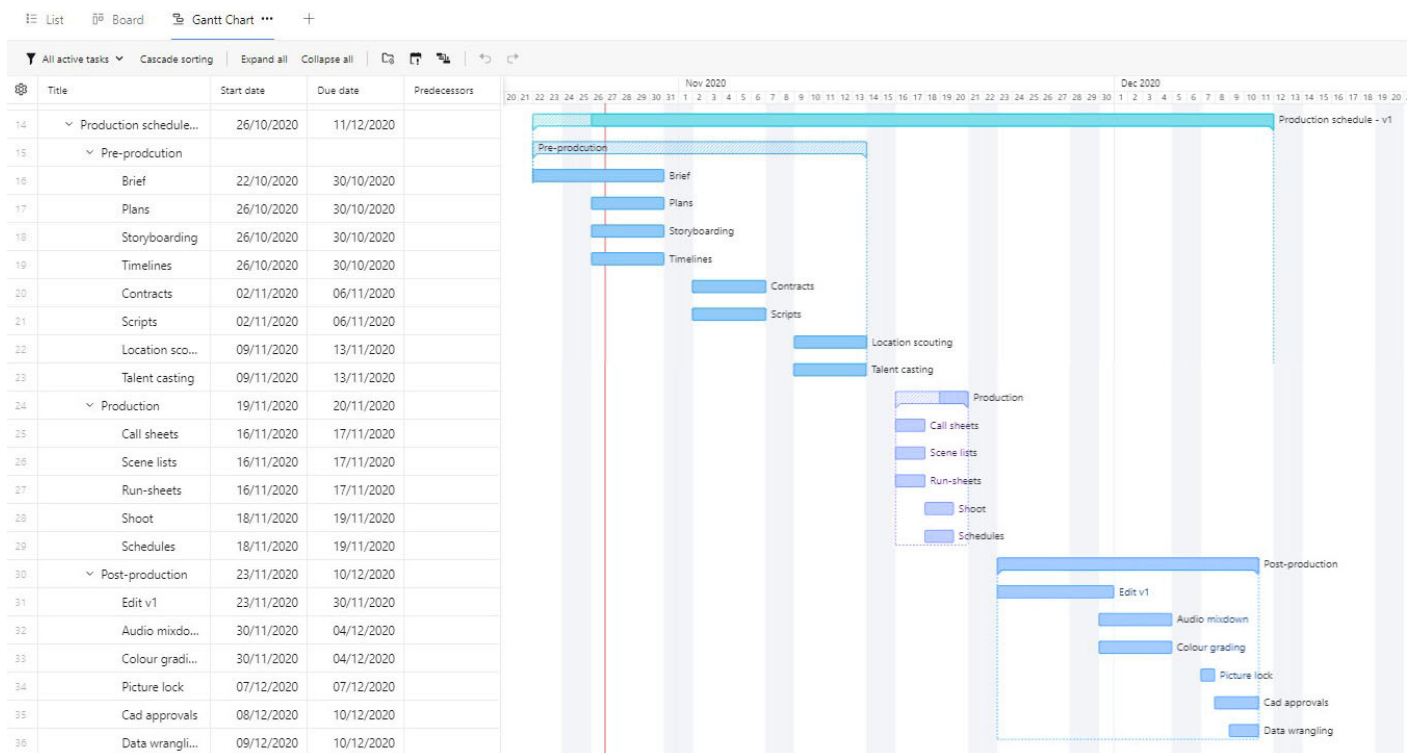 List Board Gantt Chart ••• +
All active tasks Cascade sorting Expand all Collapse all
Title Start date Due date Predecessors
Nov 2020 Dec 2020
20 21 22 23 24 25 26 27 28 29 30 31 1 2 3 4 5 6 7 8 9 10 11 12 13 14 15 16 17 18 19 20 21 22 23 24 25 26 27 28 29 30 1 2 3 4 5 6 7 8 9 10 11 12 13 14 15 16 17 18 19 20
14 Production schedule... 26/10/2020 11/12/2020 Production schedule - v1
15 Pre-prodcution Pre-prodcution
16 Brief 22/10/2020 30/10/2020 Brief
17 Plans 26/10/2020 30/10/2020 Plans
18 Storyboarding 26/10/2020 30/10/2020 Storyboarding
19 Timelines 26/10/2020 30/10/2020 Timelines
20 Contracts 02/11/2020 06/11/2020 Contracts
21 Scripts 02/11/2020 06/11/2020 Scripts
22 Location sco... 09/11/2020 13/11/2020 Location scouting
23 Talent casting 09/11/2020 13/11/2020 Talent casting
24 Production 19/11/2020 20/11/2020 Production
25 Call sheets 16/11/2020 17/11/2020 Call sheets
26 Scene lists 16/11/2020 17/11/2020 Scene lists
27 Run-sheets 16/11/2020 17/11/2020 Run-sheets
28 Shoot 18/11/2020 19/11/2020 Shoot
29 Schedules 18/11/2020 19/11/2020 Schedules
30 Post-production 23/11/2020 10/12/2020 Post-production
31 Edit v1 23/11/2020 30/11/2020 Edit v1
32 Audio mixdo... 30/11/2020 04/12/2020 Audio mixdown
33 Colour gradi... 30/11/2020 04/12/2020 Colour grading
34 Picture lock 07/12/2020 07/12/2020 Picture lock
35 Cad approvals 08/12/2020 10/12/2020 Cad approvals
36 Data wrangli... 09/12/2020 10/12/2020 Data wrangling